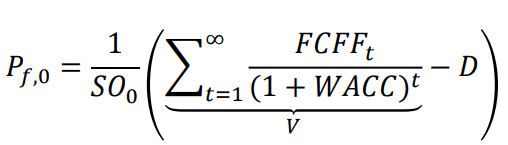 P_{f,0} = \frac{1}{SO_0} \left( \underbrace{\sum_{t=1}^{\infty} \frac{FCFF_t}{(1 + WACC)^t}}_{V} - D \right)